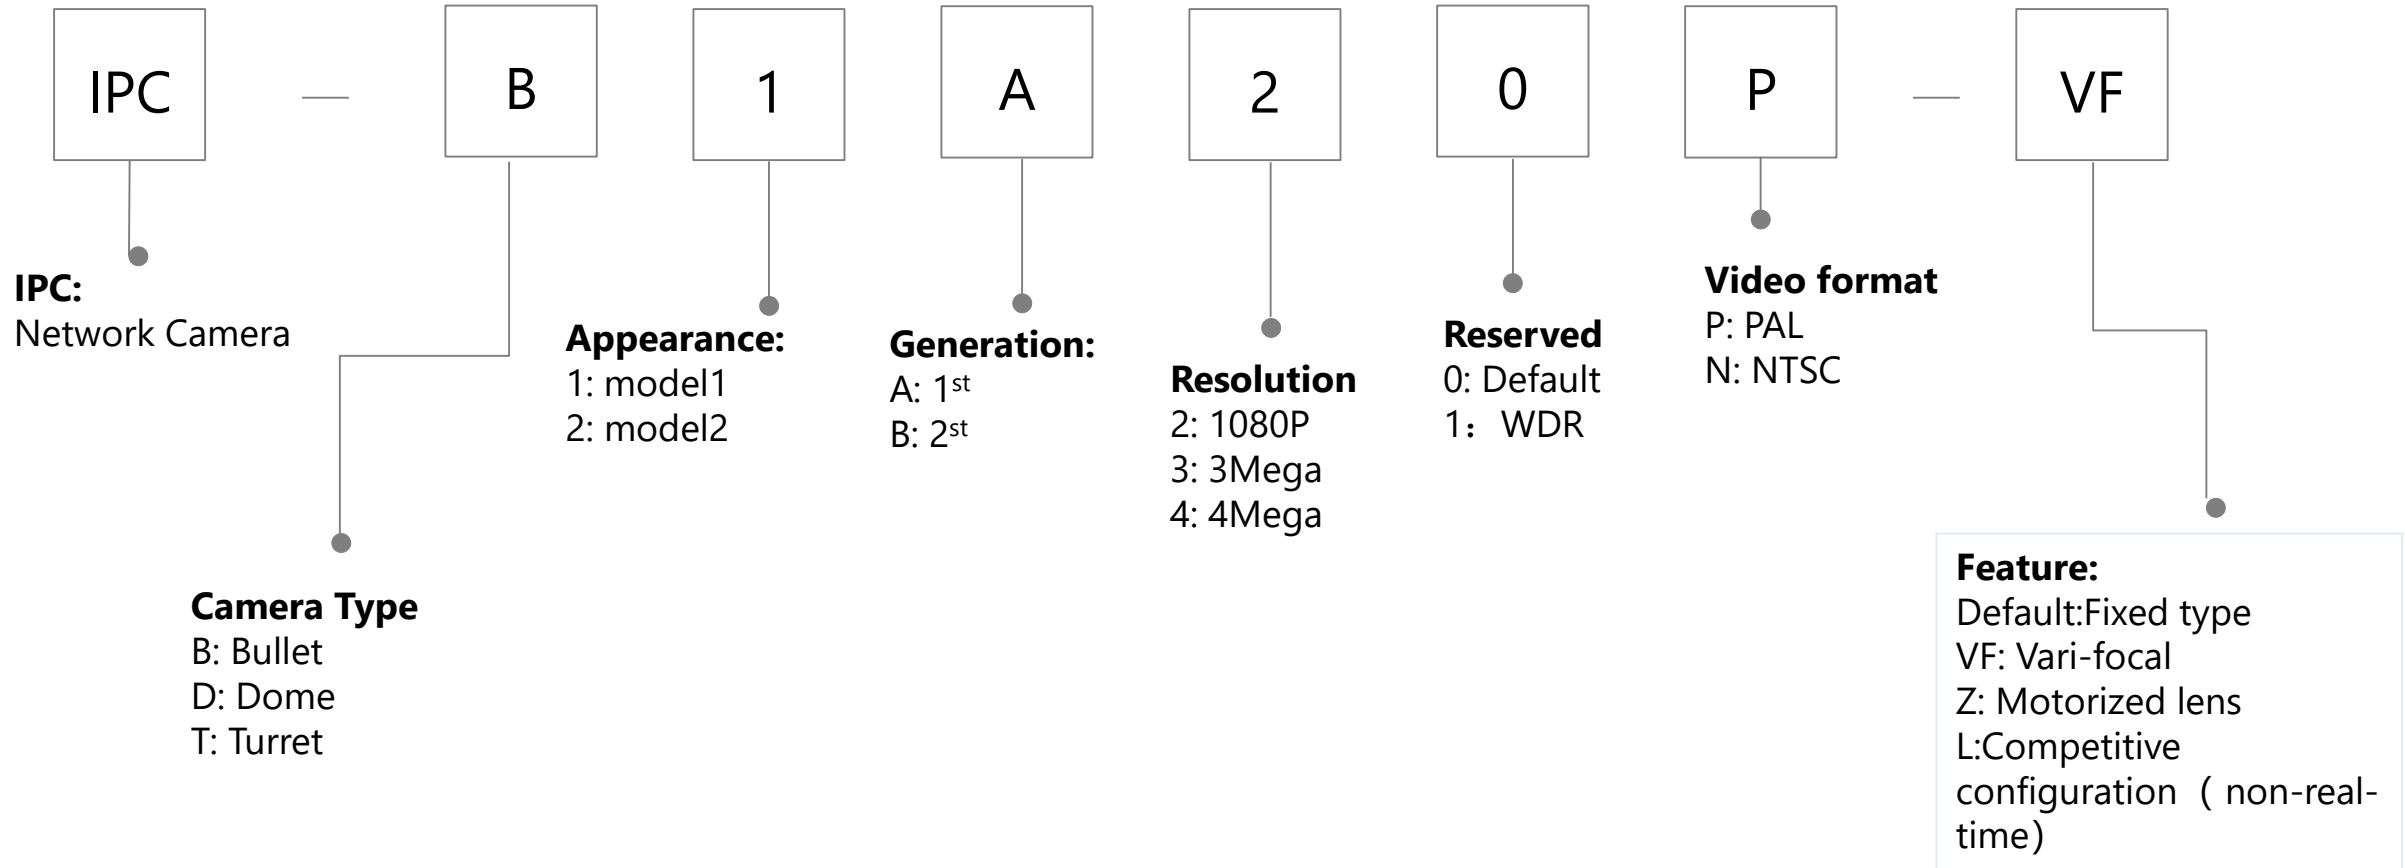 IPC — B 1 A 2 0 P — VF
IPC:
Network Camera
Camera Type
B: Bullet
D: Dome
T: Turret
Appearance:
1: model1
2: model2
Generation:
A: 1st
B: 2st
Resolution
2: 1080P
3: 3Mega
4: 4Mega
Reserved
0: Default
1： WDR
Video format
P: PAL
N: NTSC
Feature:
Default:Fixed type
VF: Vari-focal
Z: Motorized lens
L:Competitive
configuration（ non-real-
time）